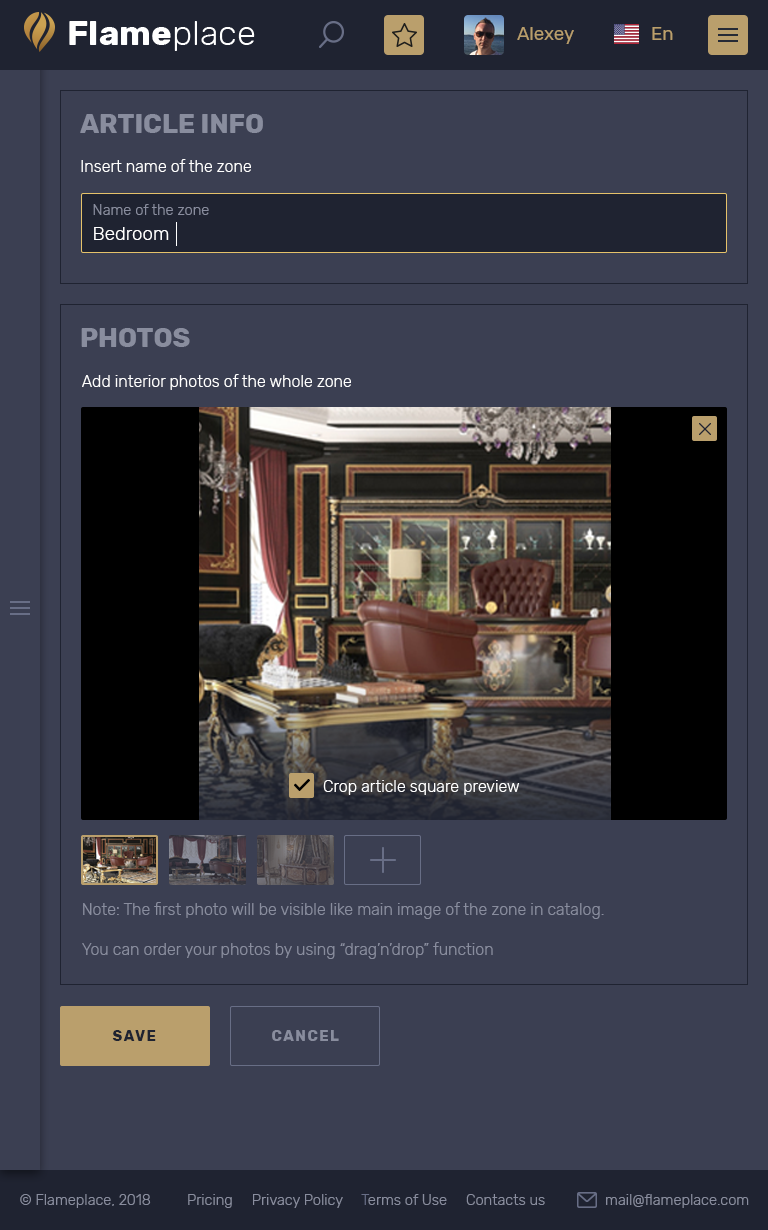 Flameplace
Alexey
En
ARTICLE INFO
Insert name of the zone
Name of the zone
Bedroom
PHOTOS
Add interior photos of the whole zone
Crop article square preview
Note: The first photo will be visible like main image of the zone in catalog.
You can order your photos by using “drag’n’drop” function
SAVE
CANCEL
© Flameplace, 2018
Pricing
Privacy Policy
Terms of Use
Contacts us
mail@flameplace.com